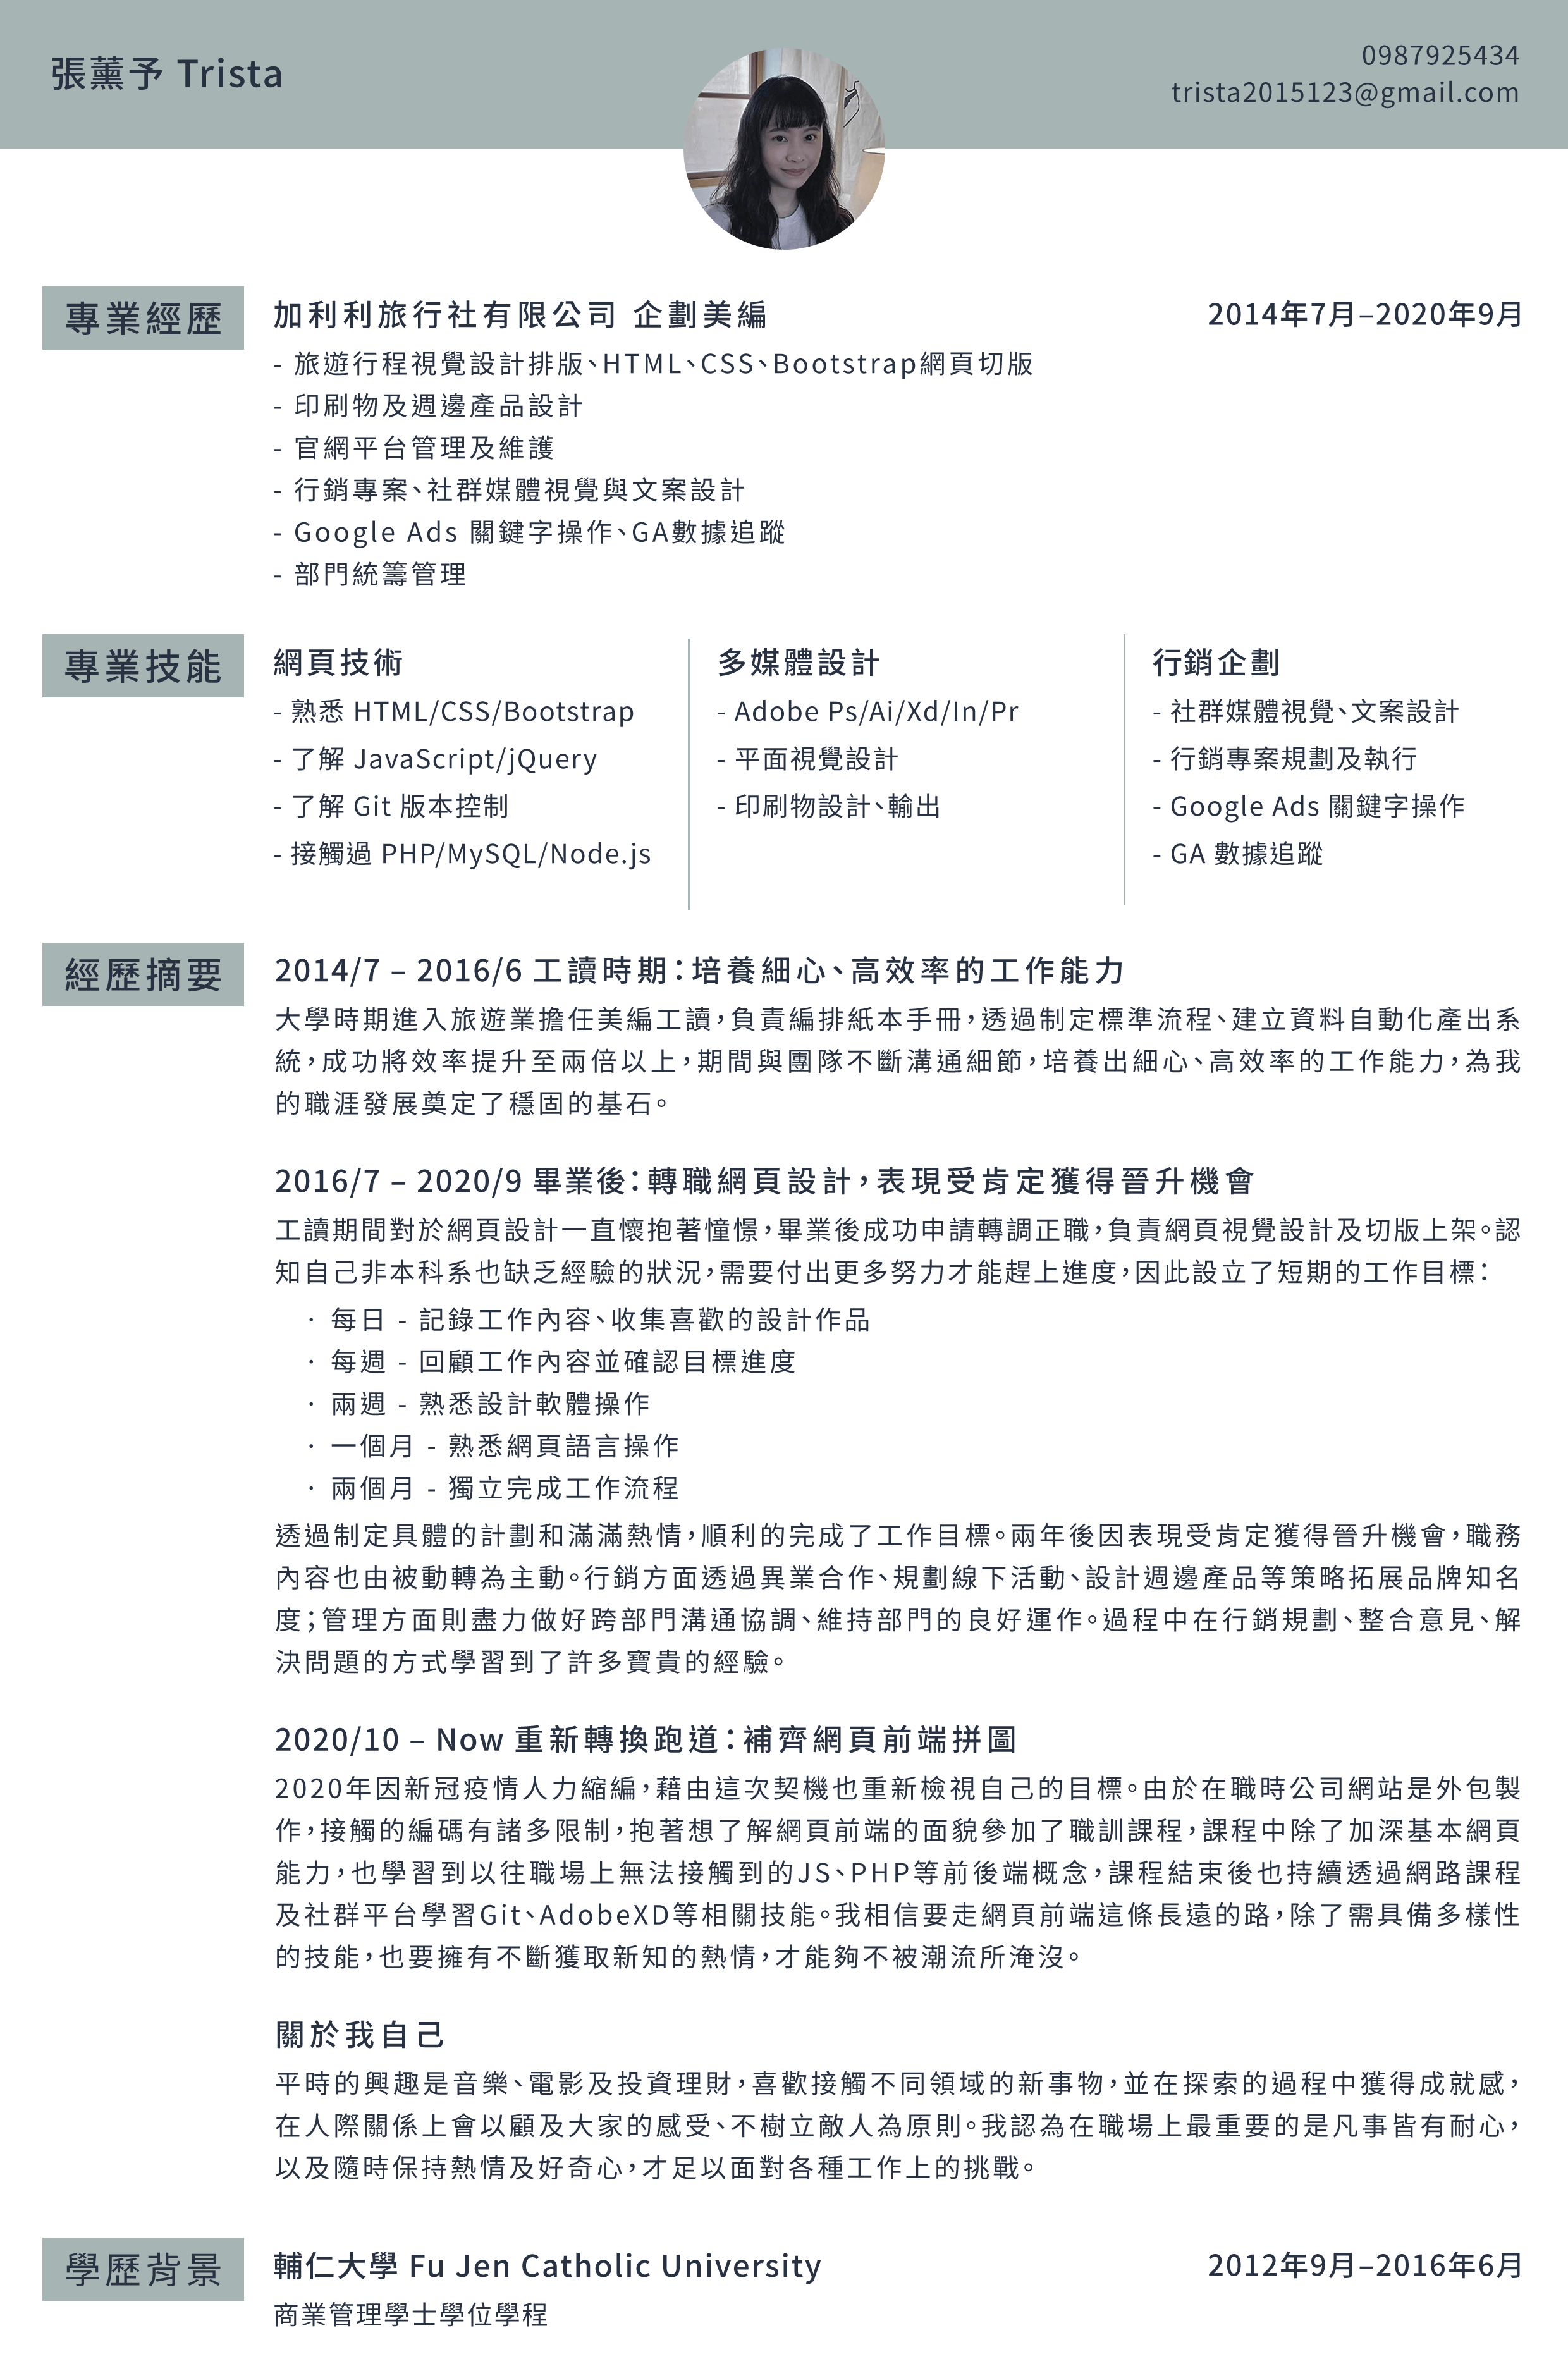 張薰予 Trista
0987925434
trista2015123@gmail.com
專業經歷
加利利旅行社有限公司 企劃美編
2014年7月–2020年9月
- 旅遊行程視覺設計排版、HTML、CSS、Bootstrap網頁切版
- 印刷物及週邊產品設計
- 官網平台管理及維護
- 行銷專案、社群媒體視覺與文案設計
- Google Ads 關鍵字操作、GA數據追蹤
- 部門統籌管理
專業技能
網頁技術
- 熟悉 HTML/CSS/Bootstrap
- 了解 JavaScript/jQuery
- 了解 Git 版本控制
- 接觸過 PHP/MySQL/Node.js
多媒體設計
- Adobe Ps/Ai/Xd/In/Pr
- 平面視覺設計
- 印刷物設計、輸出
行銷企劃
- 社群媒體視覺、文案設計
- 行銷專案規劃及執行
- Google Ads 關鍵字操作
- GA 數據追蹤
經歷摘要
2014/7 – 2016/6 工讀時期：培養細心、高效率的工作能力
大學時期進入旅遊業擔任美編工讀，負責編排紙本手冊，透過制定標準流程、建立資料自動化產出系
統，成功將效率提升至兩倍以上，期間與團隊不斷溝通細節，培養出細心、高效率的工作能力，為我
的職涯發展奠定了穩固的基石。
2016/7 – 2020/9 畢業後：轉職網頁設計，表現受肯定獲得晉升機會
工讀期間對於網頁設計一直懷抱著憧憬，畢業後成功申請轉調正職，負責網頁視覺設計及切版上架。認
知自己非本科系也缺乏經驗的狀況，需要付出更多努力才能趕上進度，因此設立了短期的工作目標：
· 每日 - 記錄工作內容、收集喜歡的設計作品
· 每週 - 回顧工作內容並確認目標進度
· 兩週 - 熟悉設計軟體操作
· 一個月 - 熟悉網頁語言操作
· 兩個月 - 獨立完成工作流程
透過制定具體的計劃和滿滿熱情，順利的完成了工作目標。兩年後因表現受肯定獲得晉升機會，職務
內容也由被動轉為主動。行銷方面透過異業合作、規劃線下活動、設計週邊產品等策略拓展品牌知名
度；管理方面則盡力做好跨部門溝通協調、維持部門的良好運作。過程中在行銷規劃、整合意見、解
決問題的方式學習到了許多寶貴的經驗。
2020/10 – Now 重新轉換跑道：補齊網頁前端拼圖
2020年因新冠疫情人力縮編，藉由這次契機也重新檢視自己的目標。由於在職時公司網站是外包製
作，接觸的編碼有諸多限制，抱著想了解網頁前端的面貌參加了職訓課程，課程中除了加深基本網頁
能力，也學習到以往職場上無法接觸到的JS、PHP等前後端概念，課程結束後也持續透過網路課程
及社群平台學習Git、AdobeXD等相關技能。我相信要走網頁前端這條長遠的路，除了需具備多樣性
的技能，也要擁有不斷獲取新知的熱情，才能夠不被潮流所淹沒。
關於我自己
平時的興趣是音樂、電影及投資理財，喜歡接觸不同領域的新事物，並在探索的過程中獲得成就感，
在人際關係上會以顧及大家的感受、不樹立敵人為原則。我認為在職場上最重要的是凡事皆有耐心，
以及隨時保持熱情及好奇心，才足以面對各種工作上的挑戰。
學歷背景
輔仁大學 Fu Jen Catholic University
2012年9月–2016年6月
商業管理學士學位學程